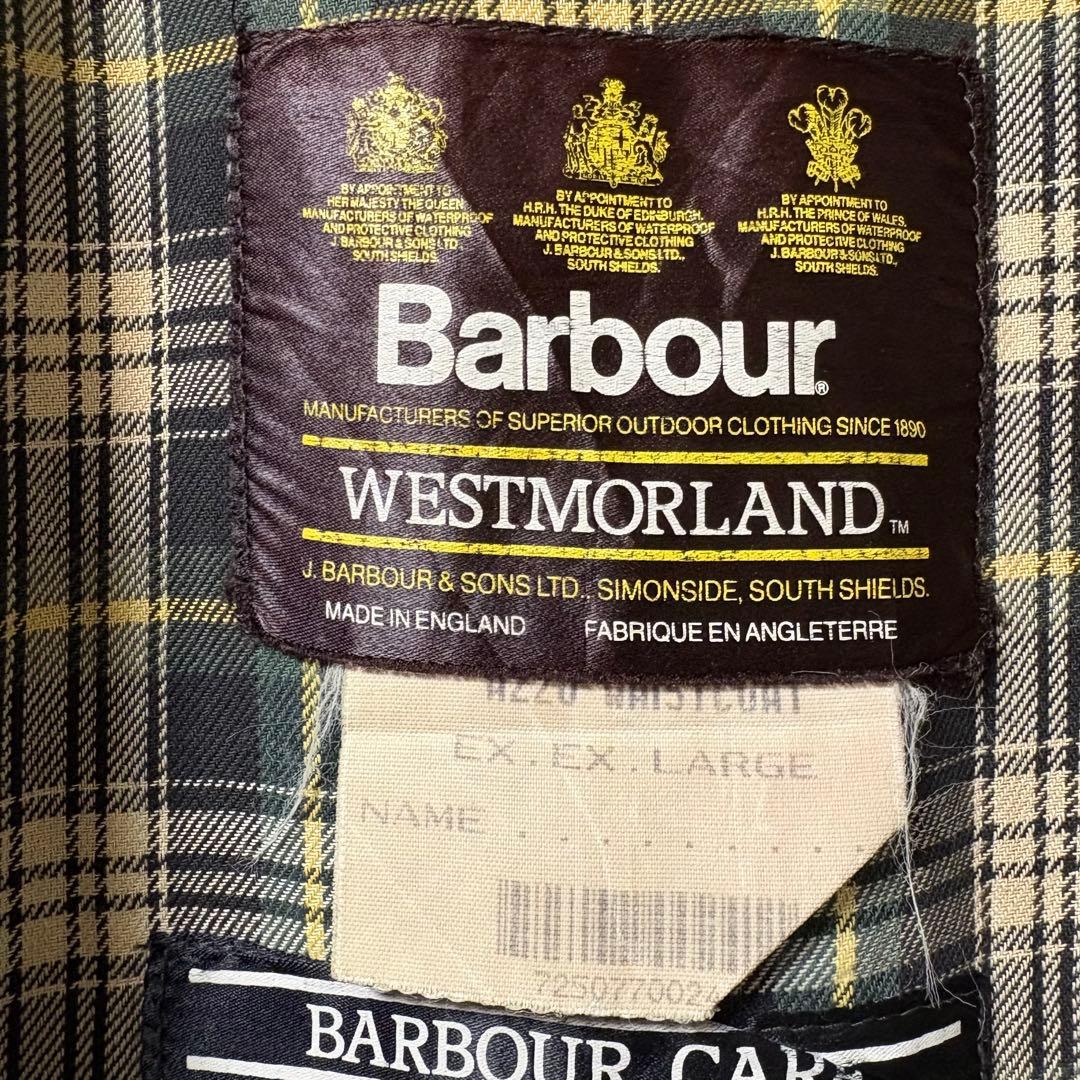 BY APPOINTMENT TO
HER MAJESTY THE QUEEN
MANUFACTURERS OF WATERPROOF
AND PROTECTIVE CLOTHING
J. BARBOUR & SONS LTD.
SOUTH SHIELDS.
BY APPOINTMENT TO
H.R.H. THE DUKE OF EDINBURGH,
MANUFACTURERS OF WATERPROOF
AND PROTECTIVE CLOTHING
J. BARBOUR & SONS LTD.,
SOUTH SHIELDS.
BY APPOINTMENT TO
H.R.H. THE PRINCE OF WALES,
MANUFACTURERS OF WATERPROOF
AND PROTECTIVE CLOTHING
J. BARBOUR & SONS LTD.,
SOUTH SHIELDS.
Barbour®
MANUFACTURERS OF SUPERIOR OUTDOOR CLOTHING SINCE 1890
WESTMORLAND™
J. BARBOUR & SONS LTD., SIMONSIDE, SOUTH SHIELDS.
MADE IN ENGLAND FABRIQUE EN ANGLETERRE
A220 WAISTCOAT
EX.EX.LARGE
NAME . . . . . . . . .
7250770024
BARBOUR CARE